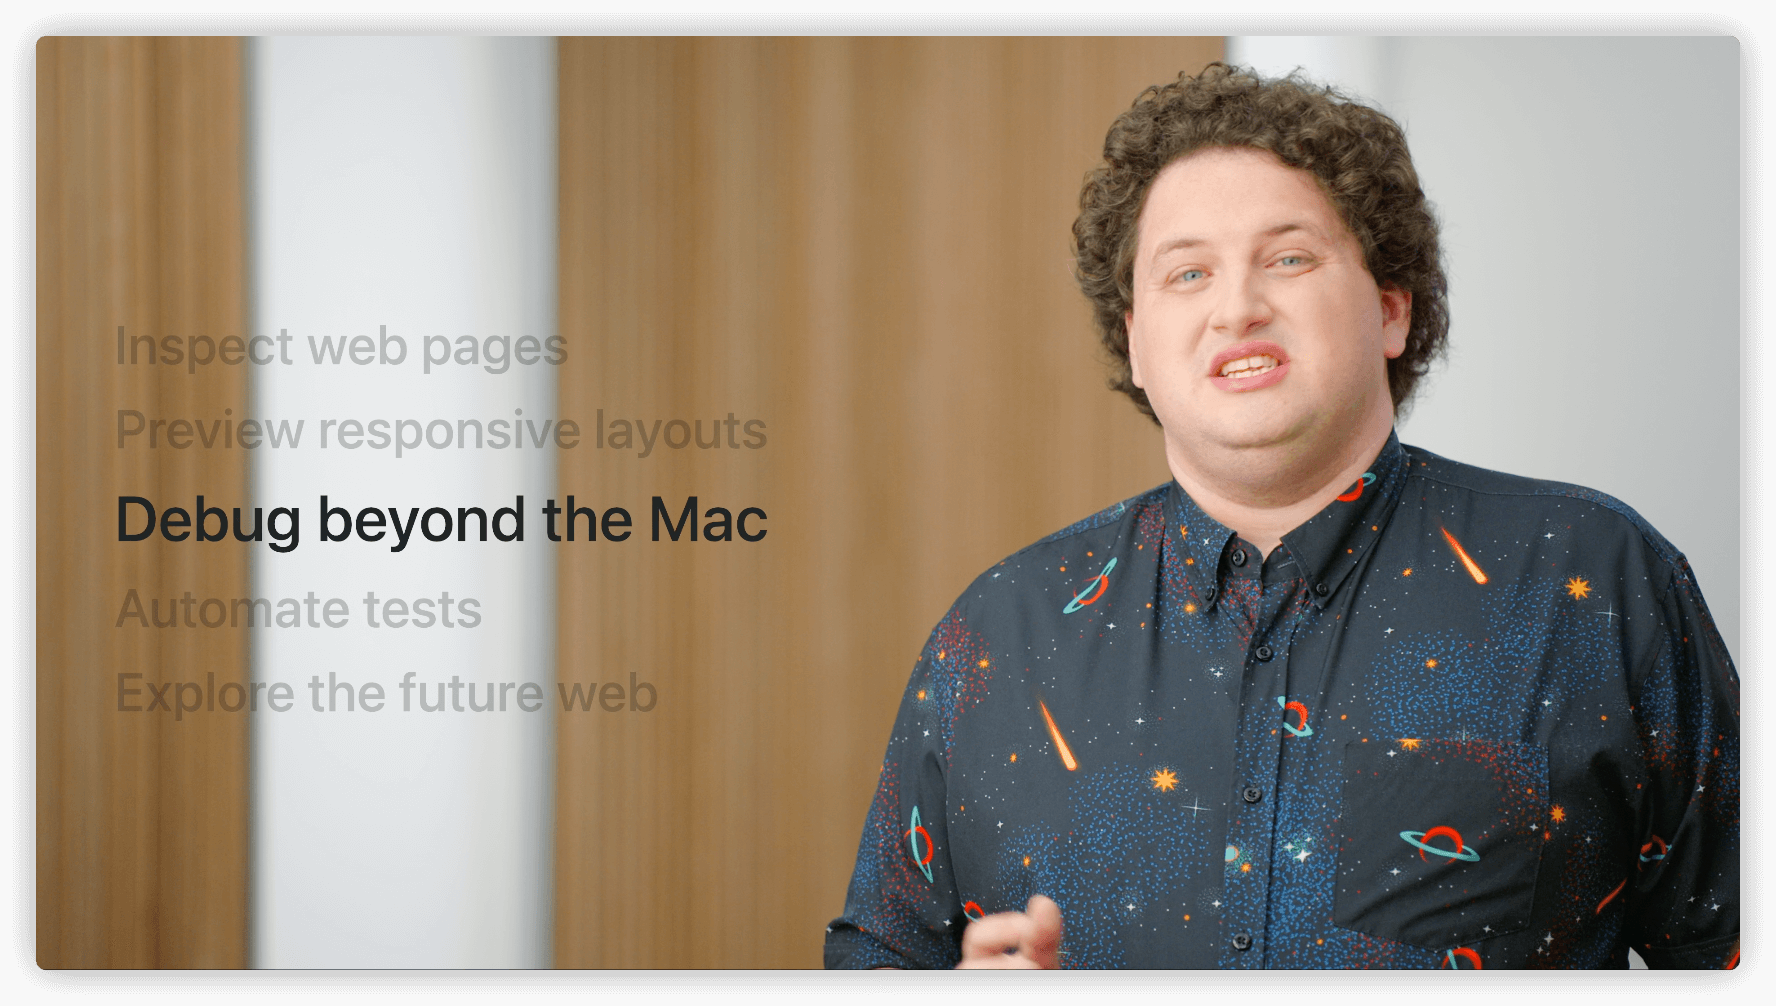 Inspect web pages
Preview responsive layouts
Debug beyond the Mac
Automate tests
Explore the future web